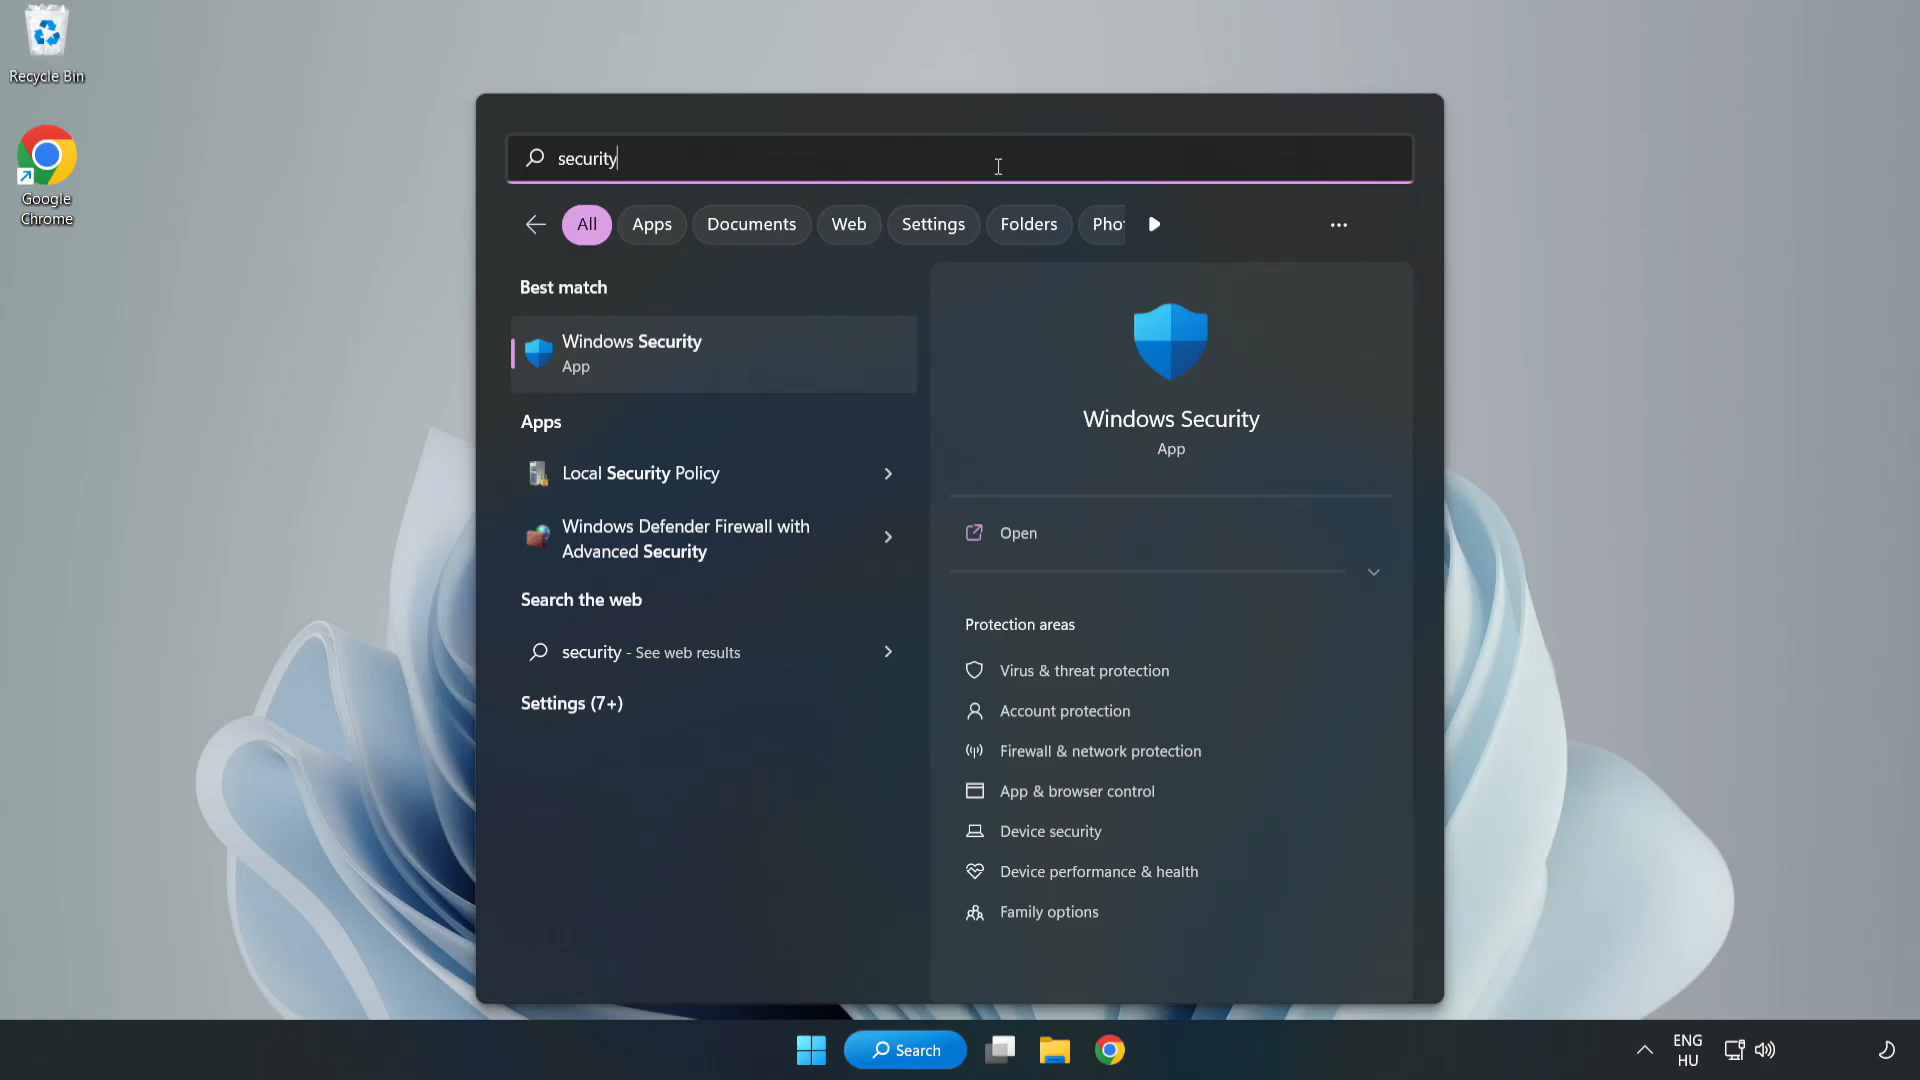 Recycle Bin
Google
Chrome
security
All
Apps
Documents
Web
Settings
Folders
Pho
Best match
Windows Security
App
Apps
Local Security Policy
Windows Defender Firewall with
Advanced Security
Search the web
security - See web results
Settings (7+)
Windows Security
App
Open
Protection areas
Virus & threat protection
Account protection
Firewall & network protection
App & browser control
Device security
Device performance & health
Family options
Search
ENG
HU